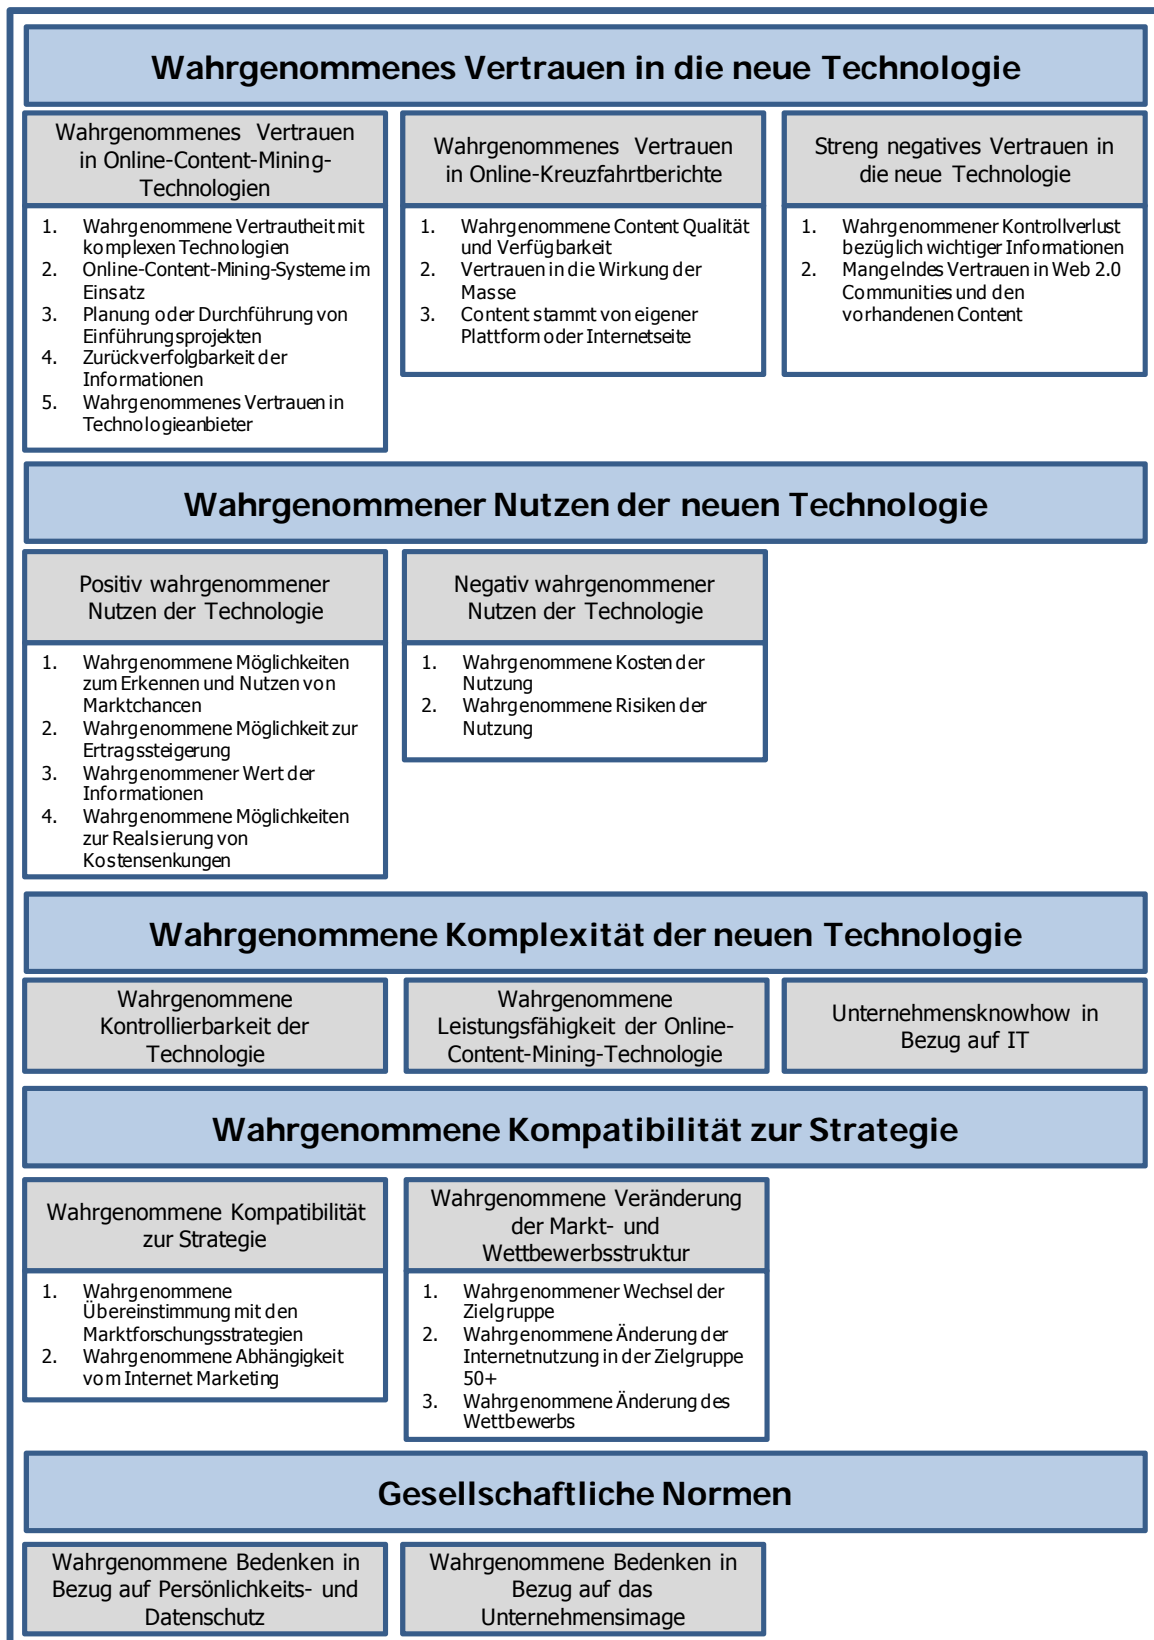 Wahrgenommenes Vertrauen in die neue Technologie
Wahrgenommenes Vertrauen
in Online-Content-Mining-
Technologien
1. Wahrgenommene Vertrautheit mit
komplexen Technologien
2. Online-Content-Mining-Systeme im
Einsatz
3. Planung oder Durchführung von
Einführungsprojekten
4. Zurückverfolgbarkeit der
Informationen
5. Wahrgenommenes Vertrauen in
Technologieanbieter
Wahrgenommenes Vertrauen
in Online-Kreuzfahrtberichte
1. Wahrgenommene Content Qualität
und Verfügbarkeit
2. Vertrauen in die Wirkung der
Masse
3. Content stammt von eigener
Plattform oder Internetseite
Streng negatives Vertrauen in
die neue Technologie
1. Wahrgenommener Kontrollverlust
bezüglich wichtiger Informationen
2. Mangelndes Vertrauen in Web 2.0
Communities und den
vorhandenen Content
Wahrgenommener Nutzen der neuen Technologie
Positiv wahrgenommener
Nutzen der Technologie
1. Wahrgenommene Möglichkeiten
zum Erkennen und Nutzen von
Marktchancen
2. Wahrgenommene Möglichkeit zur
Ertragssteigerung
3. Wahrgenommener Wert der
Informationen
4. Wahrgenommene Möglichkeiten
zur Realsierung von
Kostensenkungen
Negativ wahrgenommener
Nutzen der Technologie
1. Wahrgenommene Kosten der
Nutzung
2. Wahrgenommene Risiken der
Nutzung
Wahrgenommene Komplexität der neuen Technologie
Wahrgenommene
Kontrollierbarkeit der
Technologie
Wahrgenommene
Leistungsfähigkeit der Online-
Content-Mining-Technologie
Unternehmensknowhow in
Bezug auf IT
Wahrgenommene Kompatibilität zur Strategie
Wahrgenommene Kompatibilität
zur Strategie
1. Wahrgenommene
Übereinstimmung mit den
Marktforschungsstrategien
2. Wahrgenommene Abhängigkeit
vom Internet Marketing
Wahrgenommene Veränderung
der Markt- und
Wettbewerbsstruktur
1. Wahrgenommener Wechsel der
Zielgruppe
2. Wahrgenommene Änderung der
Internetnutzung in der Zielgruppe
50+
3. Wahrgenommene Änderung des
Wettbewerbs
Gesellschaftliche Normen
Wahrgenommene Bedenken in
Bezug auf Persönlichkeits- und
Datenschutz
Wahrgenommene Bedenken in
Bezug auf das
Unternehmensimage